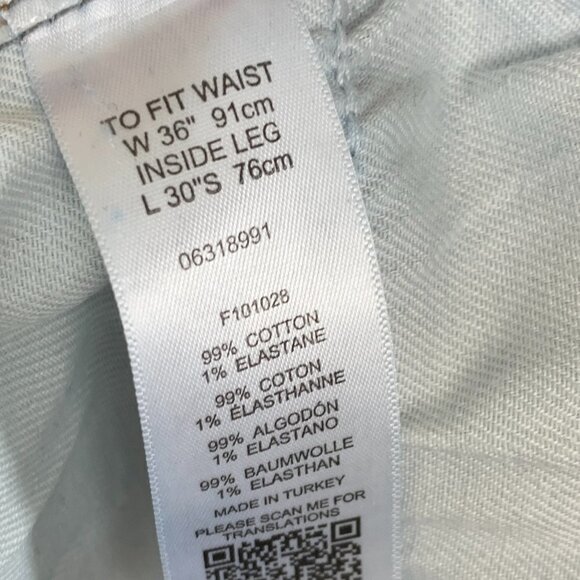 TO FIT WAIST
W 36" 91cm
INSIDE LEG
L 30"S 76cm
06318991
F101028
99% COTTON
1% ELASTANE
99% COTON
1% ÉLASTHANNE
99% ALGODÓN
1% ELASTANO
99% BAUMWOLLE
1% ELASTHAN
MADE IN TURKEY
PLEASE SCAN ME FOR
TRANSLATIONS